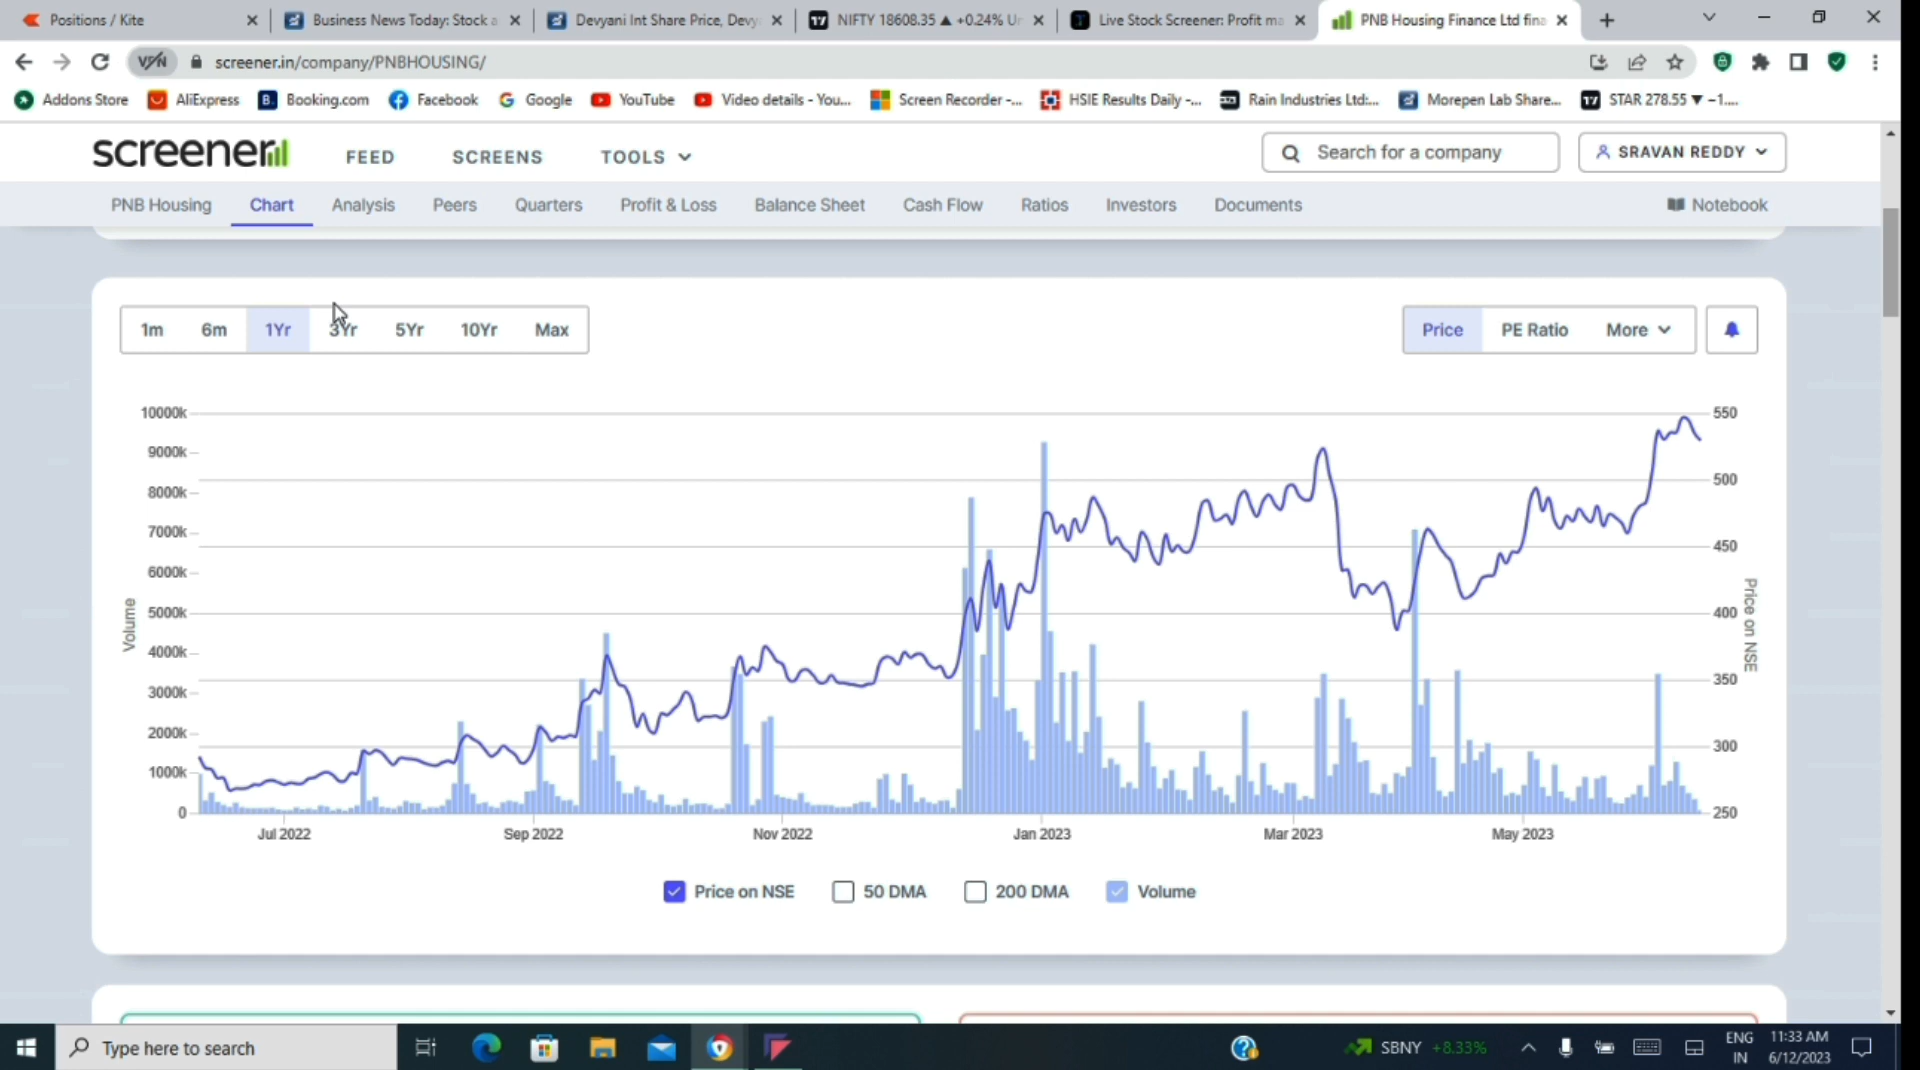 Positions / Kite
Business News Today: Stock a
Devyani Int Share Price, Devy
NIFTY 18608.35 ▲ +0.24% Ur
Live Stock Screener: Profit ma
PNB Housing Finance Ltd fina
VPN
screener.in/company/PNBHOUSING/
Addons Store
AliExpress
Booking.com
Facebook
Google
YouTube
Video details - You...
Screen Recorder -...
HSIE Results Daily -...
Rain Industries Ltd:...
Morepen Lab Share...
STAR 278.55 ▼ −1....
screener
FEED
SCREENS
TOOLS
Search for a company
SRAVAN REDDY
PNB Housing
Chart
Analysis
Peers
Quarters
Profit & Loss
Balance Sheet
Cash Flow
Ratios
Investors
Documents
Notebook
1m
6m
1Yr
3Yr
5Yr
10Yr
Max
Price
PE Ratio
More
10000k
9000k
8000k
7000k
6000k
5000k
4000k
3000k
2000k
1000k
0
Volume
550
500
450
400
350
300
250
Price on NSE
Jul 2022
Sep 2022
Nov 2022
Jan 2023
Mar 2023
May 2023
Price on NSE
50 DMA
200 DMA
Volume
Type here to search
SBNY +8.33%
ENG
IN
11:33 AM
6/12/2023